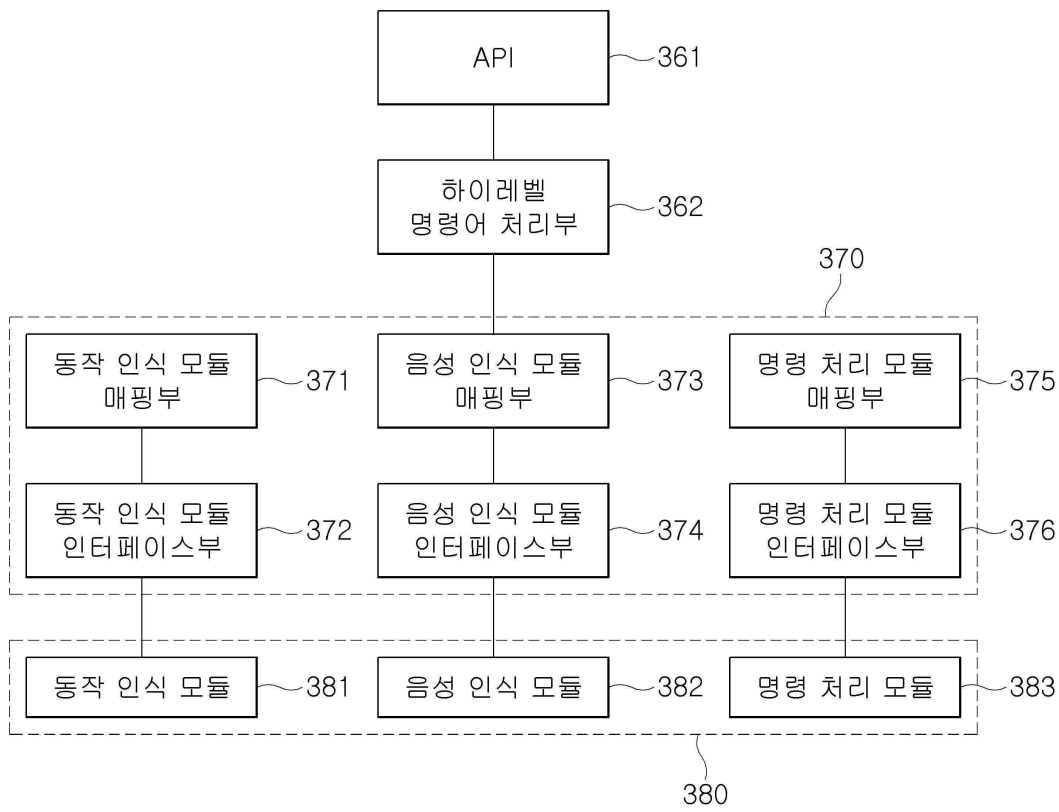 API
361
하이레벨
명령어 처리부
362
370
동작 인식 모듈
매핑부
371
음성 인식 모듈
매핑부
373
명령 처리 모듈
매핑부
375
동작 인식 모듈
인터페이스부
372
음성 인식 모듈
인터페이스부
374
명령 처리 모듈
인터페이스부
376
동작 인식 모듈
381
음성 인식 모듈
382
명령 처리 모듈
383
380